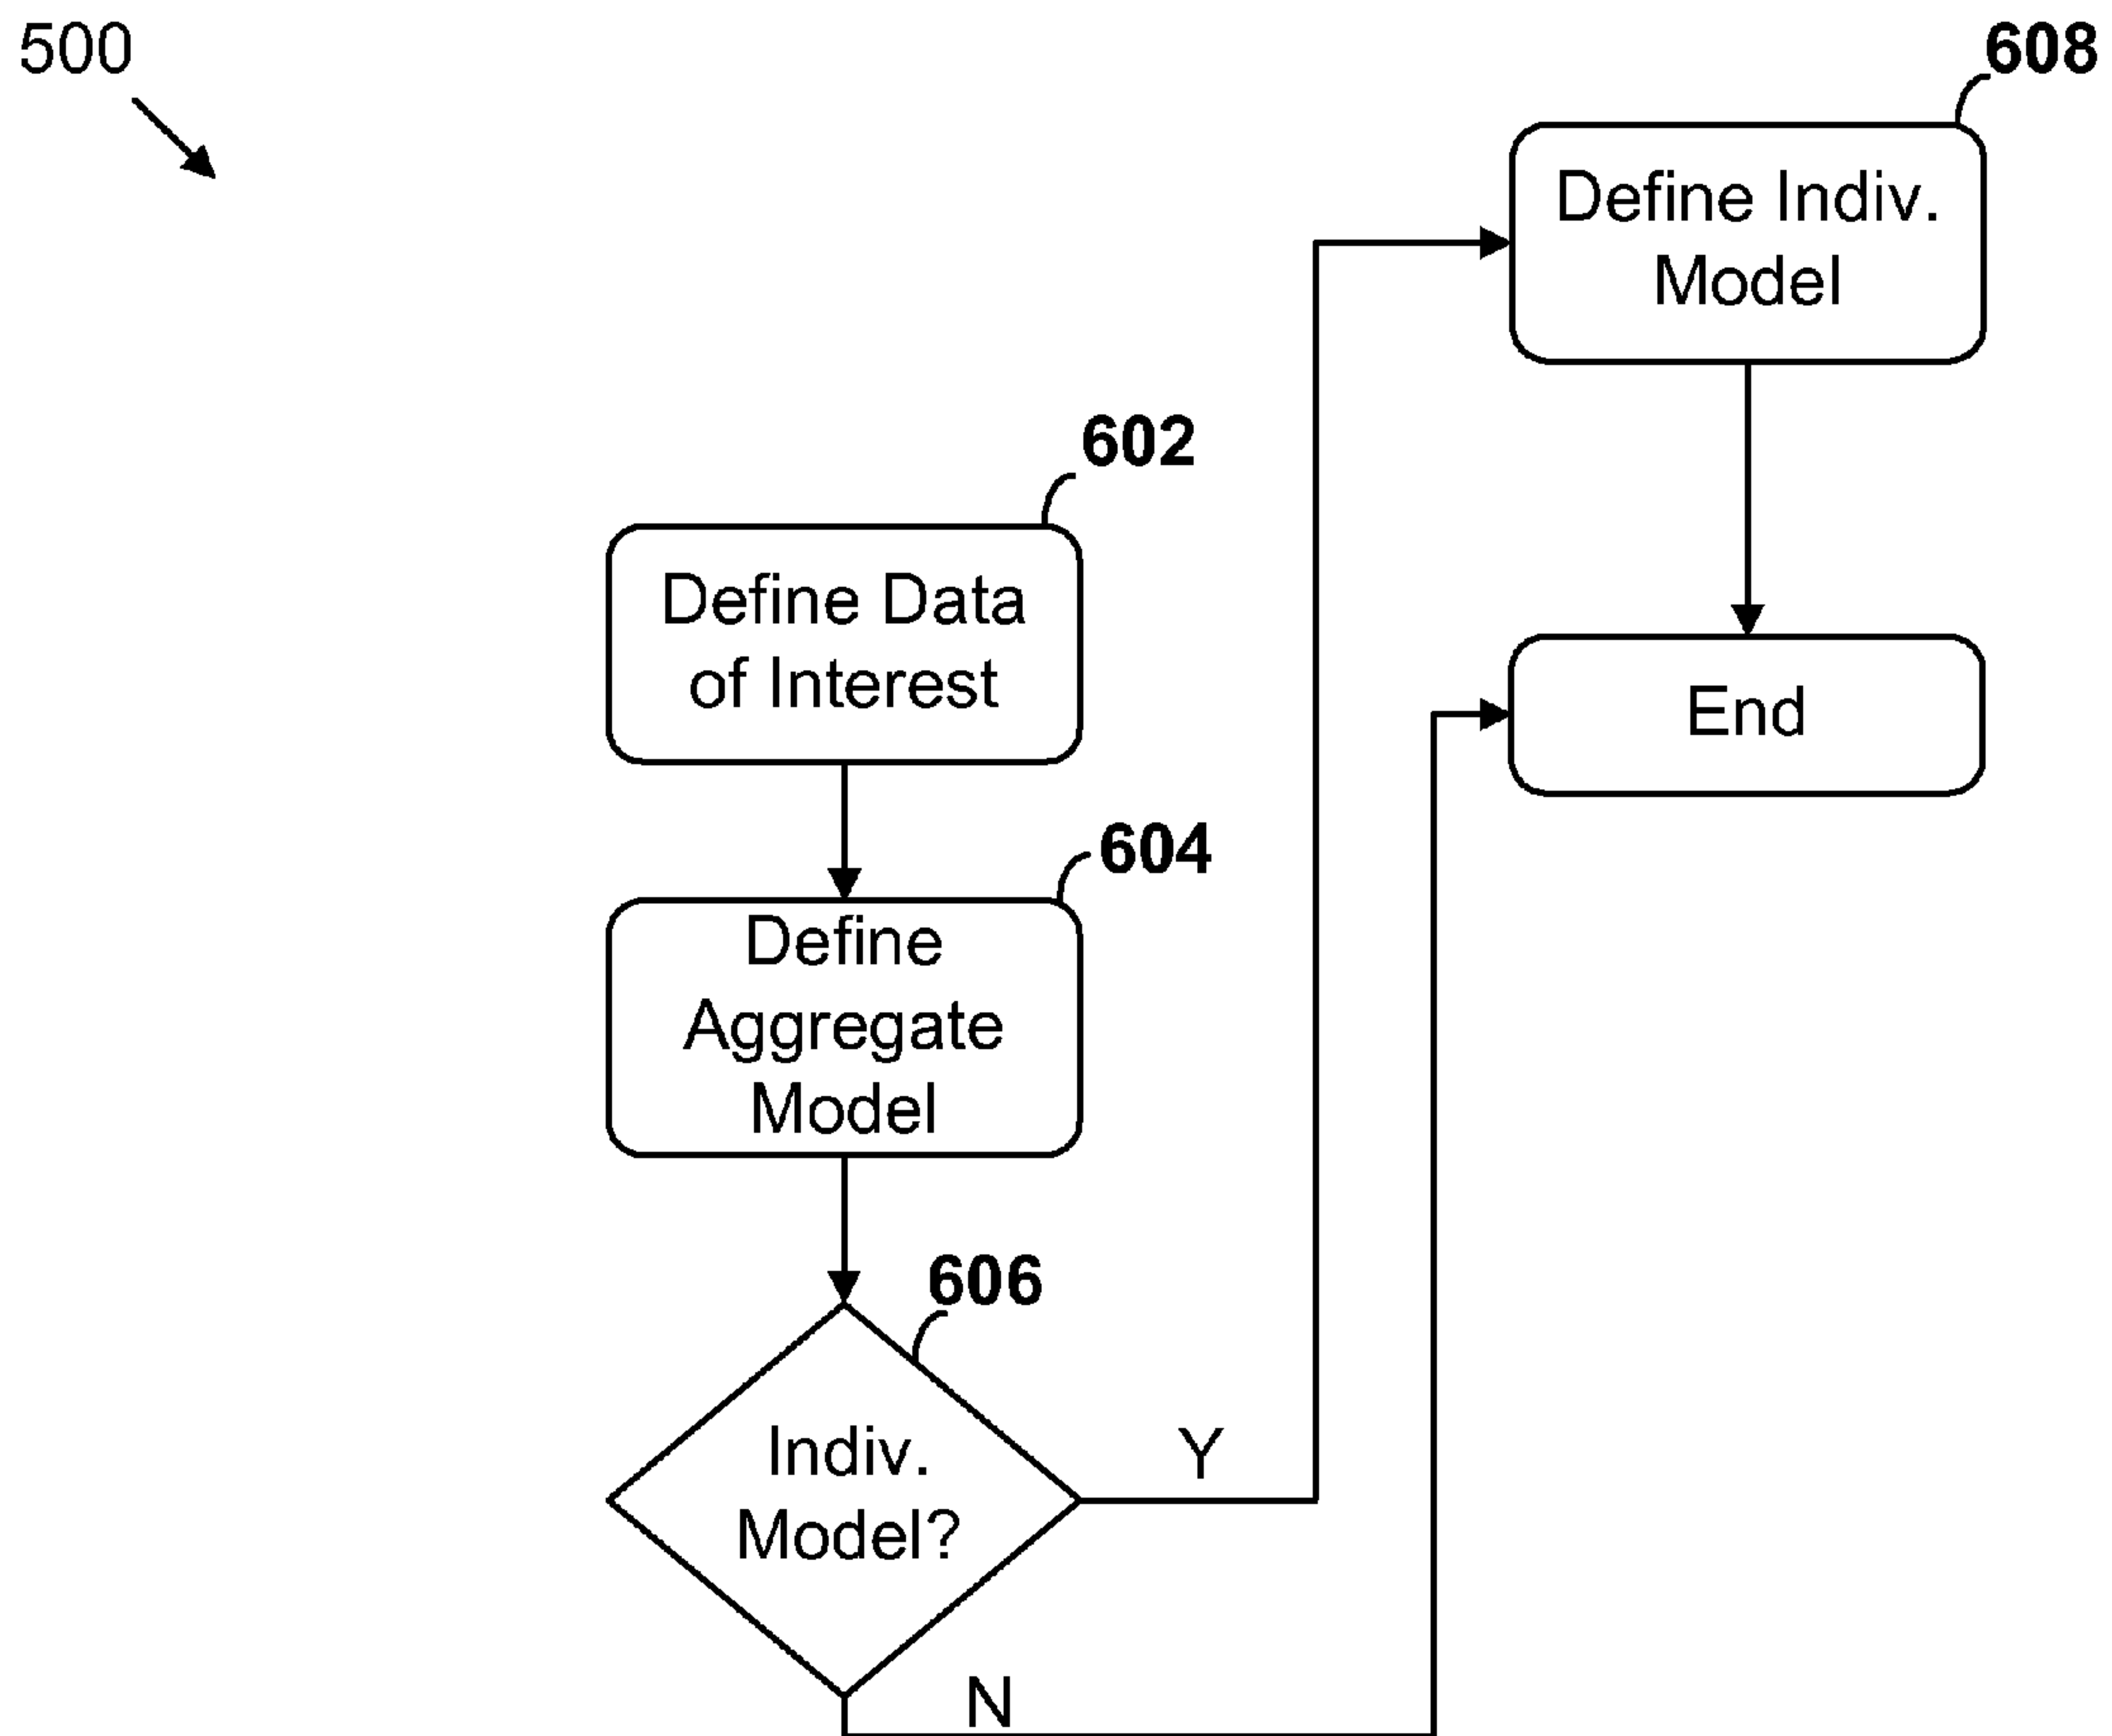 500
608
Define Indiv.
Model
602
Define Data
of Interest
End
604
Define
Aggregate
Model
606
Indiv.
Model?
Y
N